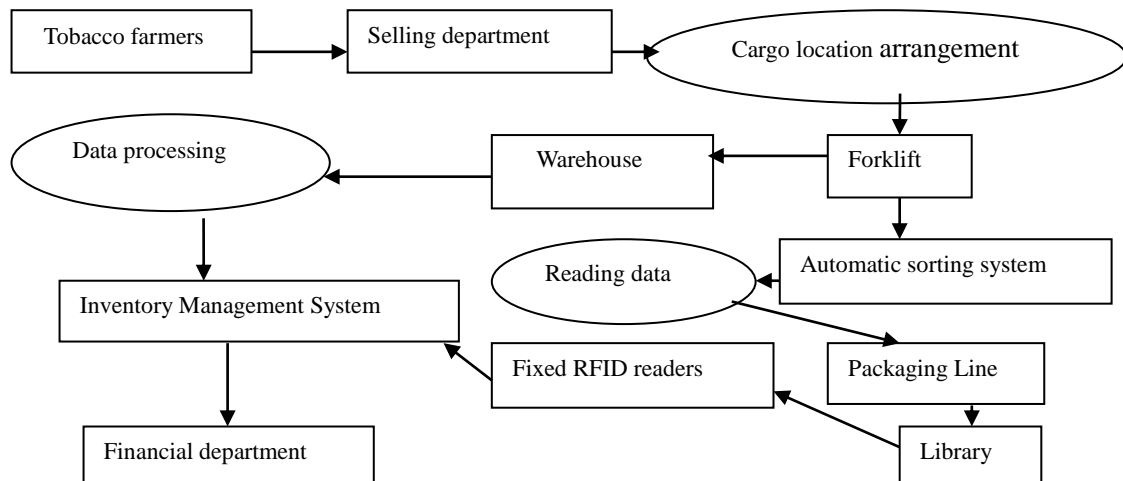 Tobacco farmers
Selling department
Cargo location arrangement
Data processing
Warehouse
Forklift
Reading data
Automatic sorting system
Inventory Management System
Fixed RFID readers
Packaging Line
Financial department
Library